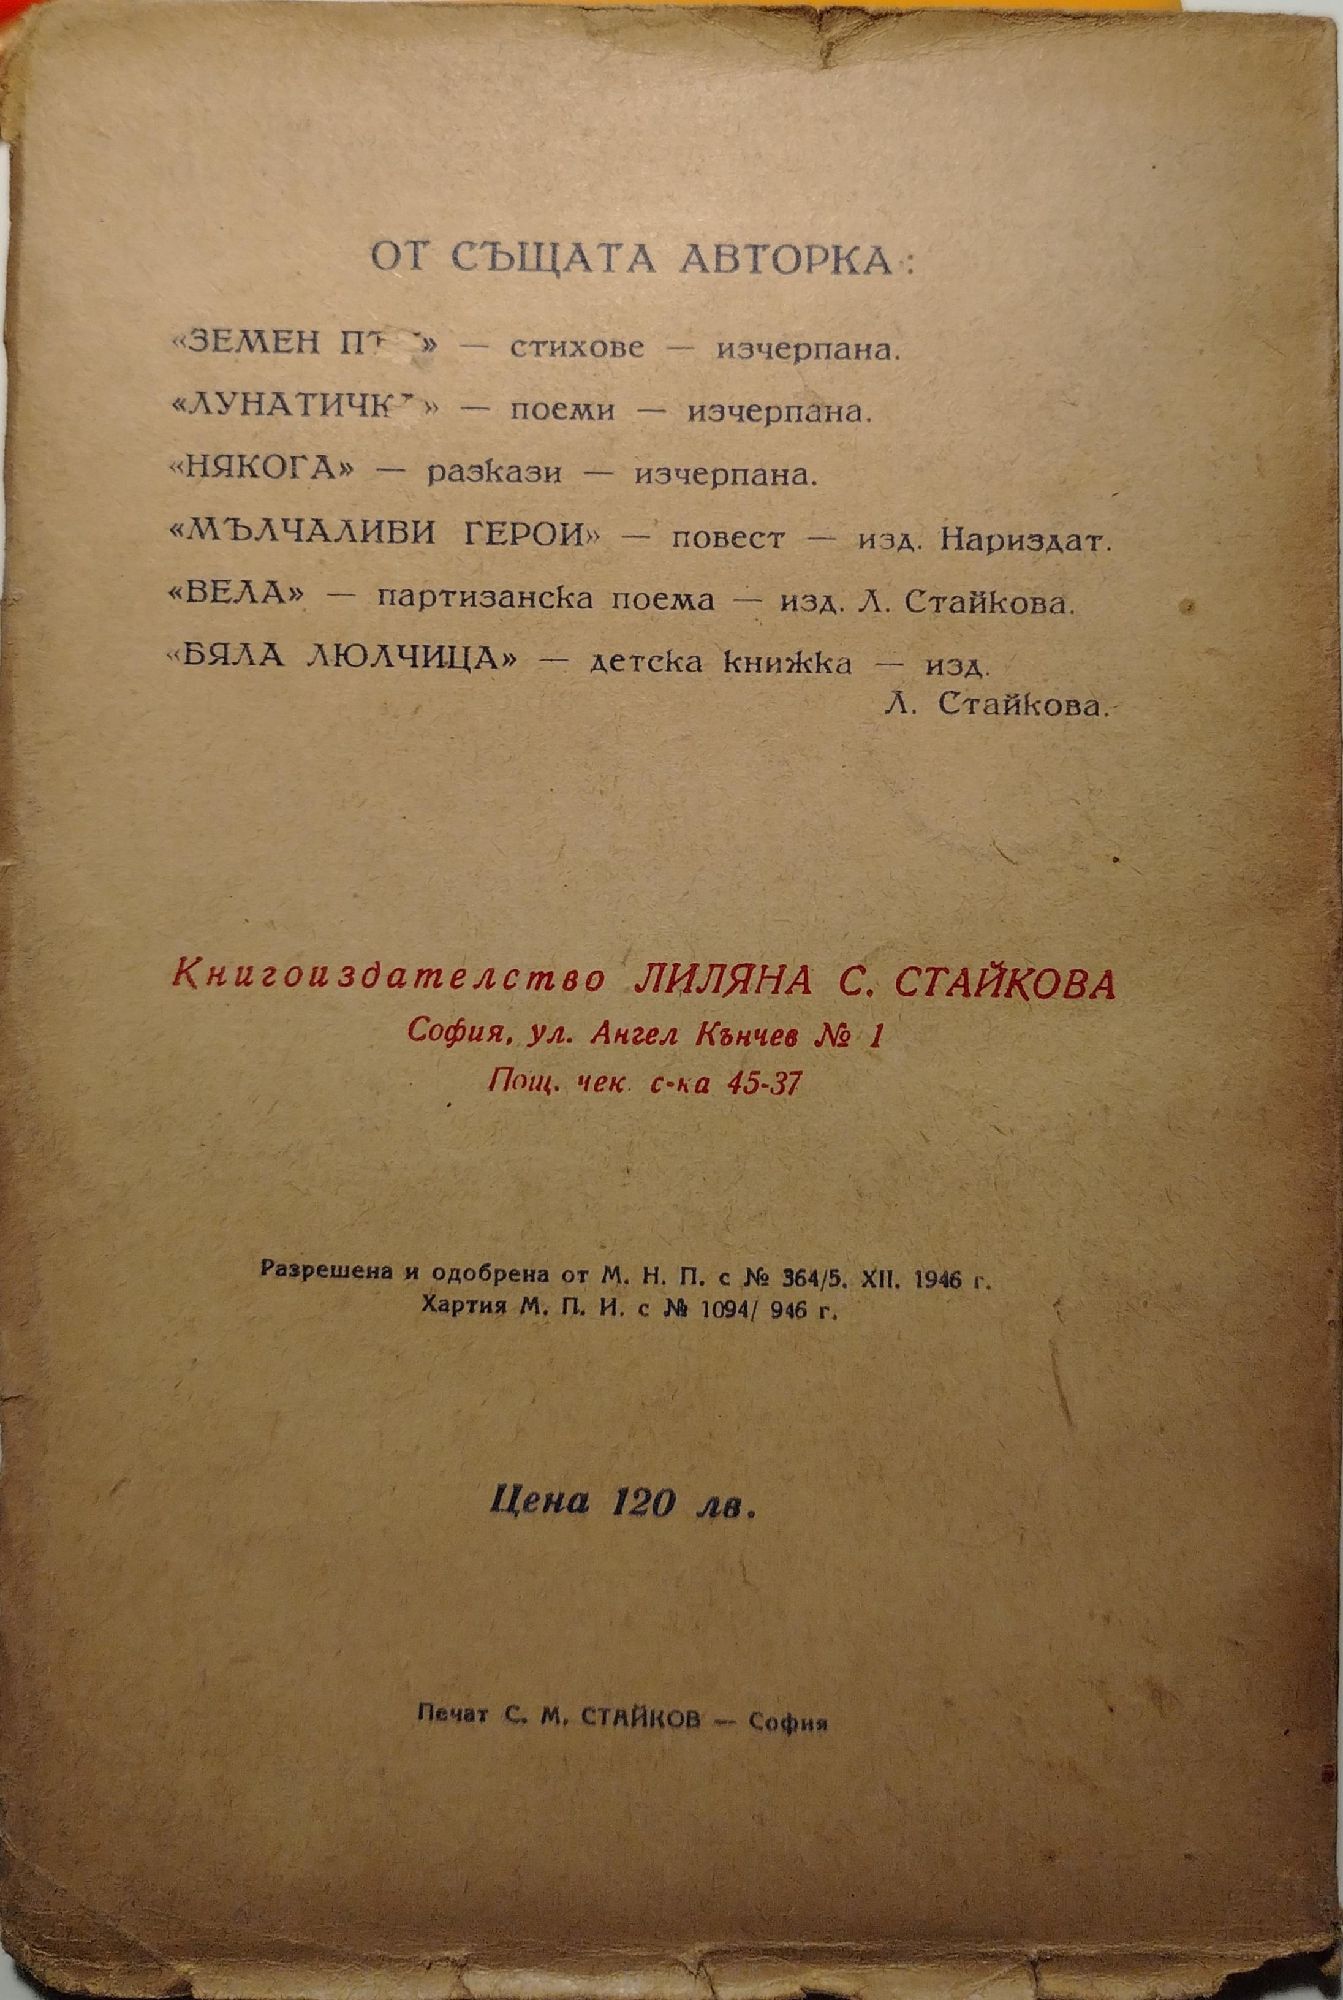 ОТ СЪЩАТА АВТОРКА:
«ЗЕМЕН » — стихове — изчерпана.
« » — поеми — изчерпана.
«НЯКОГА» — разкази — изчерпана.
«МЪЛЧАЛИВИ ГЕРОИ» — повест — изд. Нариздат.
«ВЕЛА» — партизанска поема — изд. Л. Стайкова.
«БЯЛА ЛЮЛЧИЦА» — детска книжка — изд.
Л. Стайкова.
Книгоиздателство ЛИЛЯНА С. СТАЙКОВА
София, ул. Ангел Кънчев № 1
Пощ. чек. с-ка 45-37
Разрешена и одобрена от М. Н. П. с № 364/5. XII. 1946 г.
Хартия М. П. И. с № 1094/ 946 г.
Цена 120 лв.
Печат С. М. СТАЙКОВ — София